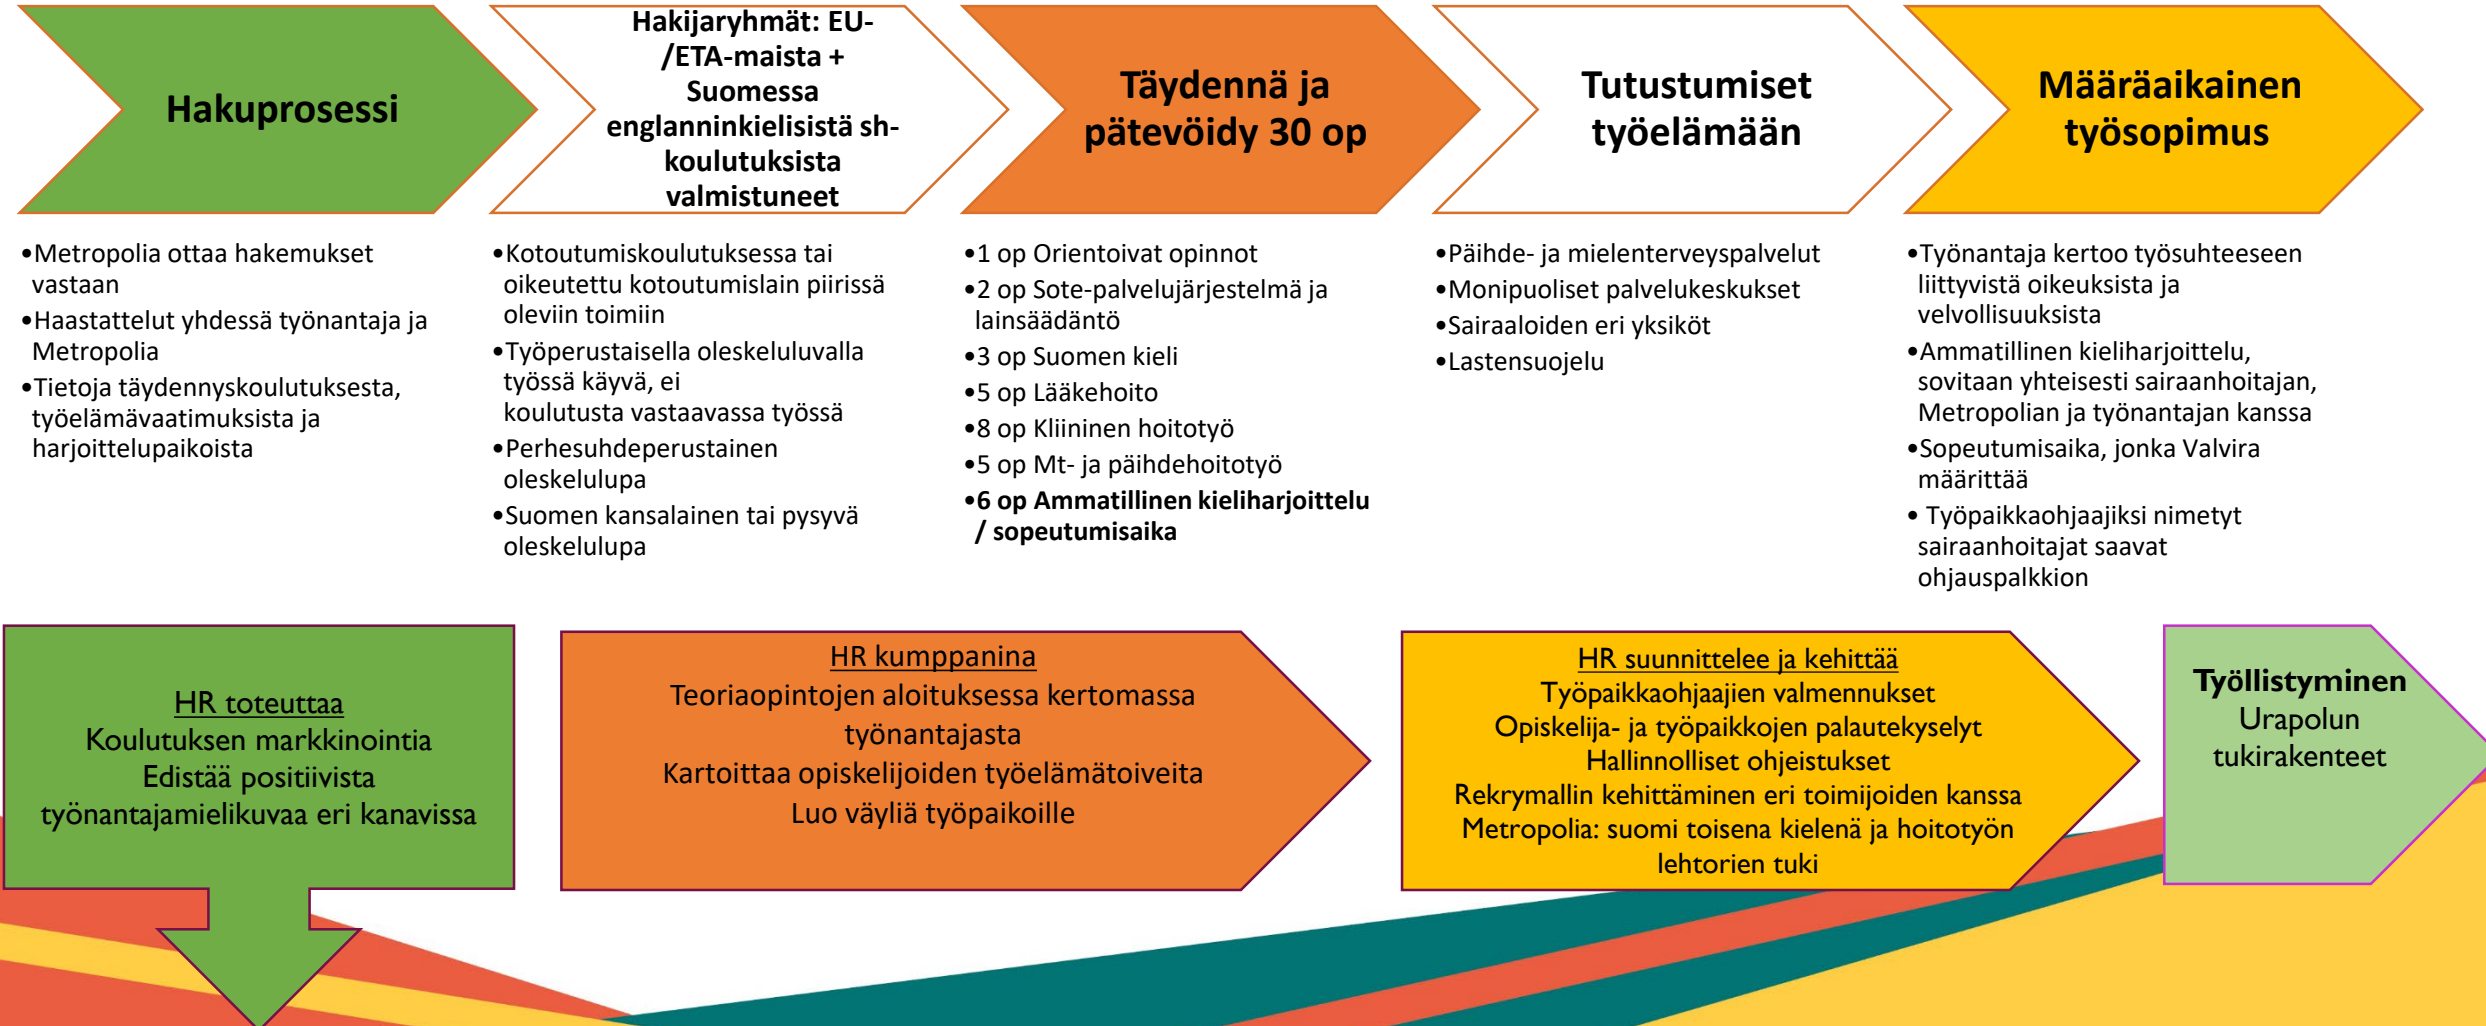 Hakuprosessi
•Metropolia ottaa hakemukset
vastaan
•Haastattelut yhdessä työnantaja ja
Metropolia
•Tietoja täydennyskoulutuksesta,
työelämävaatimuksista ja
harjoittelupaikoista
Hakijaryhmät: EU-
/ETA-maista +
Suomessa
englanninkielisistä sh-
koulutuksista
valmistuneet
•Kotoutumiskoulutuksessa tai
oikeutettu kotoutumislain piirissä
oleviin toimiin
•Työperustaisella oleskeluluvalla
työssä käyvä, ei
koulutusta vastaavassa työssä
•Perhesuhdeperustainen
oleskelulupa
•Suomen kansalainen tai pysyvä
oleskelulupa
Täydennä ja
pätevöidy 30 op
•1 op Orientoivat opinnot
•2 op Sote-palvelujärjestelmä ja
lainsäädäntö
•3 op Suomen kieli
•5 op Lääkehoito
•8 op Kliininen hoitotyö
•5 op Mt- ja päihdehoitotyö
•6 op Ammatillinen kieliharjoittelu
/ sopeutumisaika
Tutustumiset
työelämään
•Päihde- ja mielenterveyspalvelut
•Monipuoliset palvelukeskukset
•Sairaaloiden eri yksiköt
•Lastensuojelu
Määräaikainen
työsopimus
•Työnantaja kertoo työsuhteeseen
liittyvistä oikeuksista ja
velvollisuuksista
•Ammatillinen kieliharjoittelu,
sovitaan yhteisesti sairaanhoitajan,
Metropolian ja työnantajan kanssa
•Sopeutumisaika, jonka Valvira
määrittää
• Työpaikkaohjaajiksi nimetyt
sairaanhoitajat saavat
ohjauspalkkion
HR toteuttaa
Koulutuksen markkinointia
Edistää positiivista
työnantajamielikuvaa eri kanavissa
HR kumppanina
Teoriaopintojen aloituksessa kertomassa
työnantajasta
Kartoittaa opiskelijoiden työelämätoiveita
Luo väyliä työpaikoille
HR suunnittelee ja kehittää
Työpaikkaohjaajien valmennukset
Opiskelija- ja työpaikkojen palautekyselyt
Hallinnolliset ohjeistukset
Rekrymallin kehittäminen eri toimijoiden kanssa
Metropolia: suomi toisena kielenä ja hoitotyön
lehtorien tuki
Työllistyminen
Urapolun
tukirakenteet